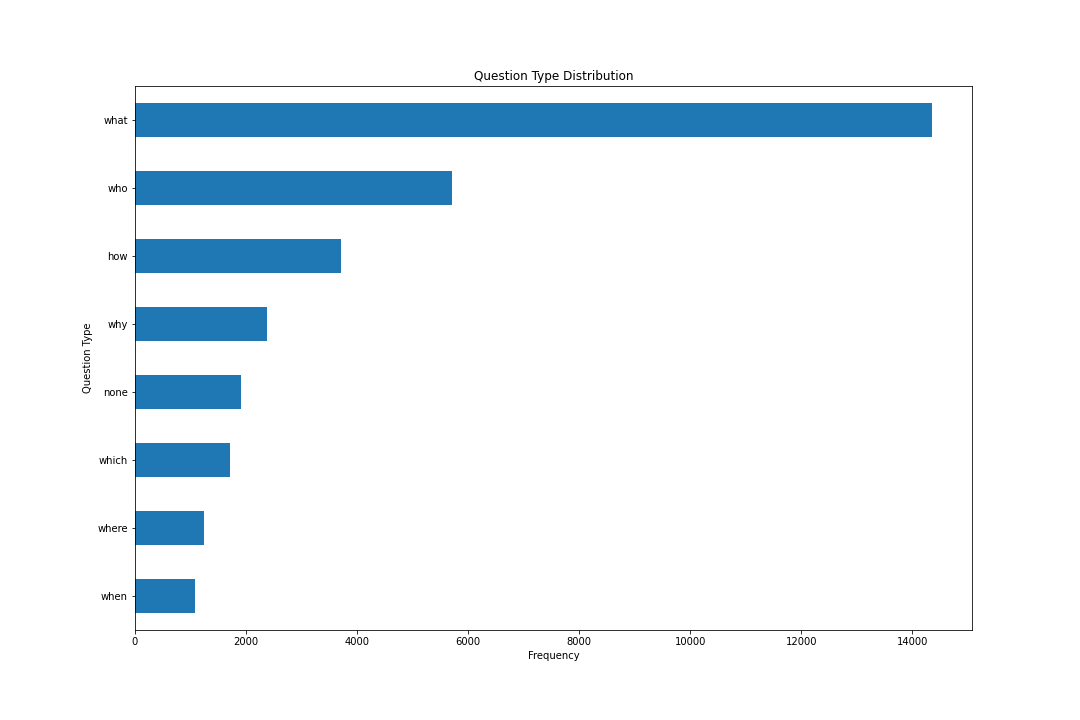 Question Type Distribution
what
who
how
why
none
which
where
when
Question Type
0 2000 4000 6000 8000 10000 12000 14000
Frequency